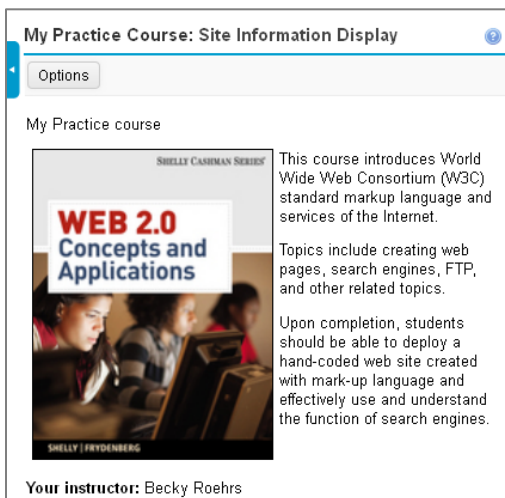 My Practice Course: Site Information Display
?
Options
My Practice course
SHELLY CASHMAN SERIES®
WEB 2.0
Concepts and
Applications
SHELLY | FRYDENBERG
This course introduces World
Wide Web Consortium (W3C)
standard markup language and
services of the Internet.
Topics include creating web
pages, search engines, FTP,
and other related topics.
Upon completion, students
should be able to deploy a
hand-coded web site created
with mark-up language and
effectively use and understand
the function of search engines.
Your instructor: Becky Roehrs